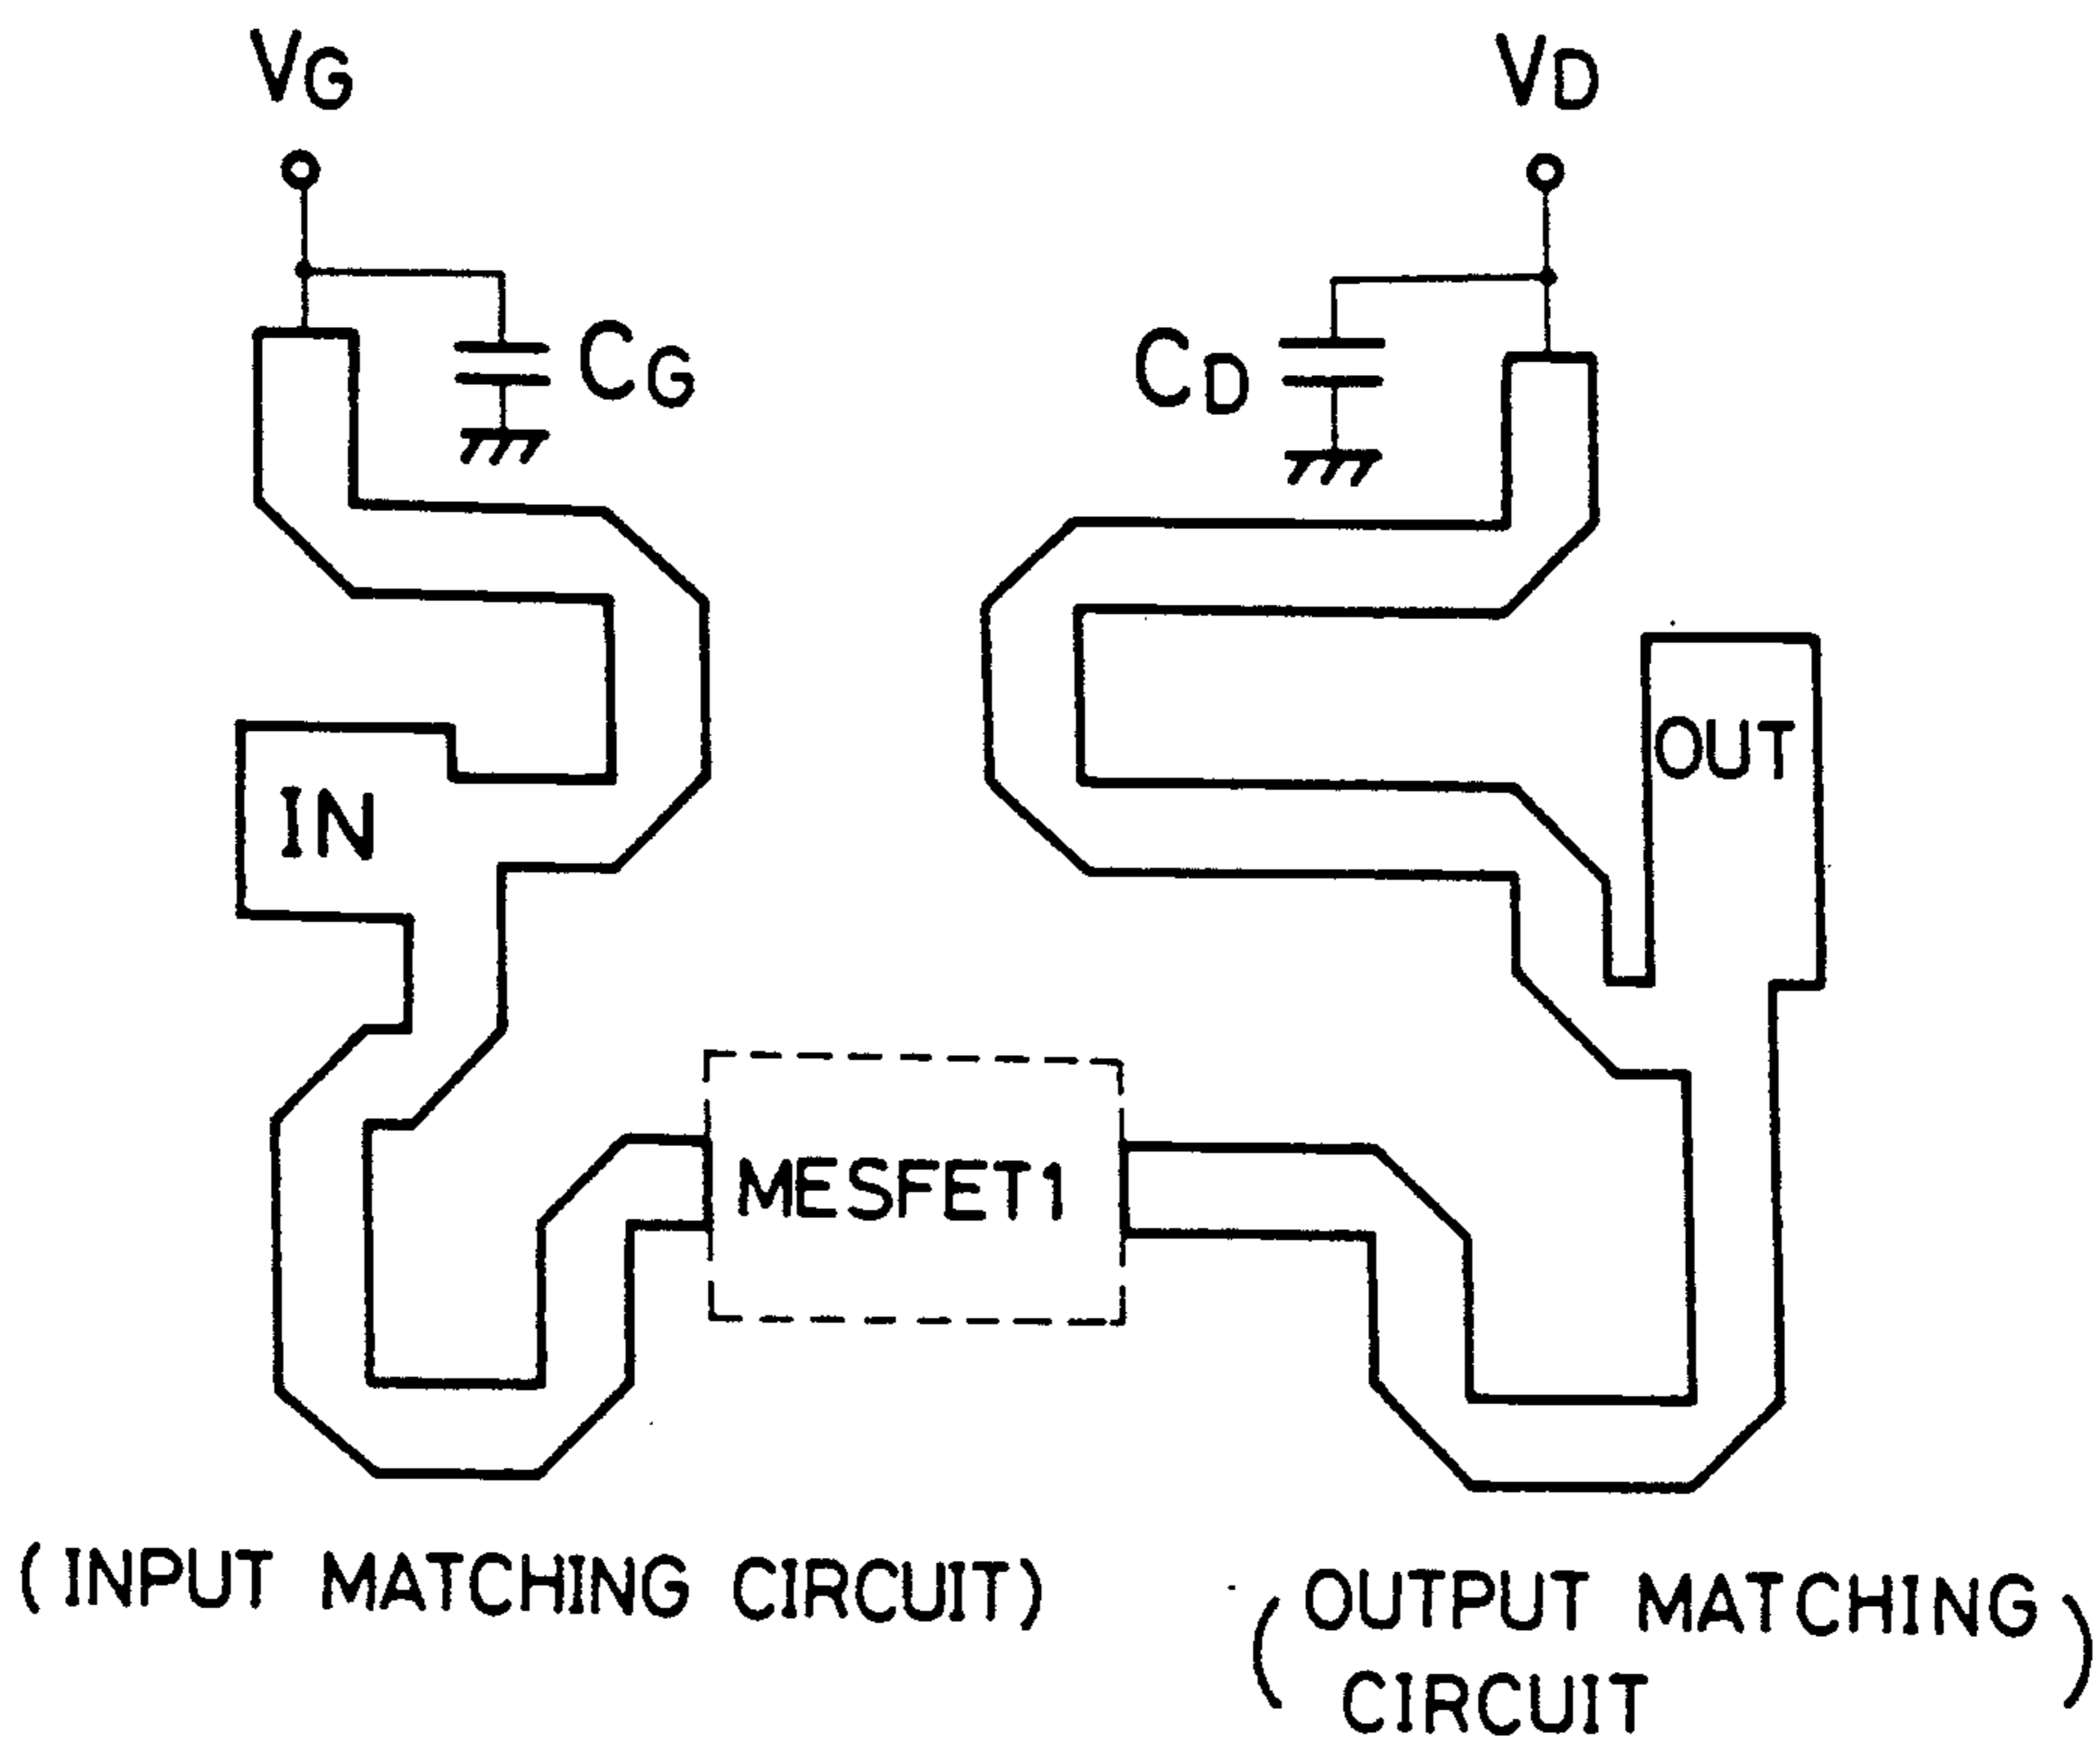 VG
VD
CG
CD
OUT
IN
MESFET1
(INPUT MATCHING CIRCUIT)
(OUTPUT MATCHING
CIRCUIT)